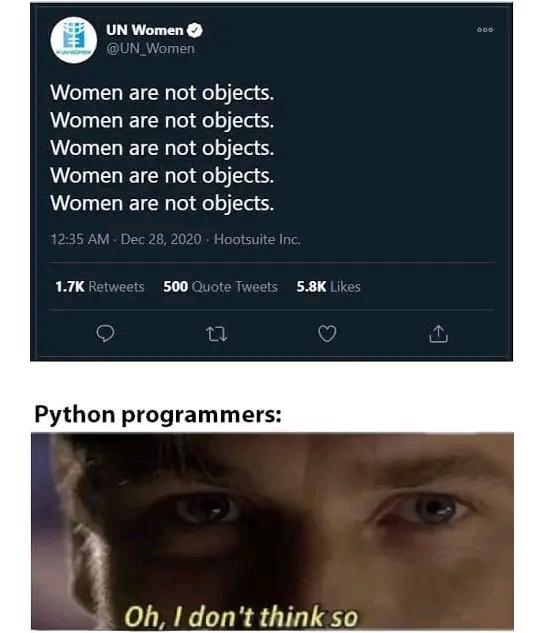 UN Women
@UN_Women
Women are not objects.
Women are not objects.
Women are not objects.
Women are not objects.
Women are not objects.
12:35 AM · Dec 28, 2020 · Hootsuite Inc.
1.7K Retweets 500 Quote Tweets 5.8K Likes
Python programmers:
Oh, I don't think so